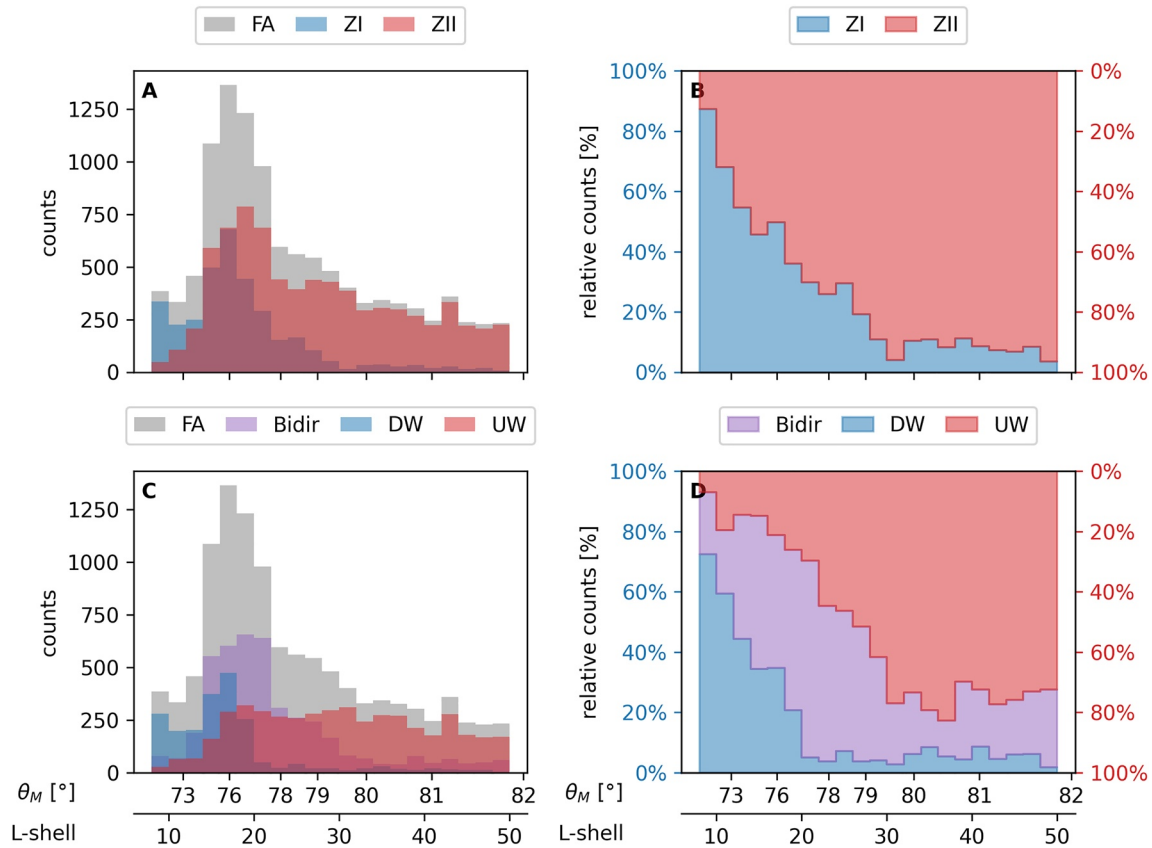 FA ZI ZII
A
counts
1250
1000
750
500
250
0
ZI ZII
B
relative counts [%]
100%
80%
60%
40%
20%
0%
0%
20%
40%
60%
80%
100%
FA Bidir DW UW
C
counts
1250
1000
750
500
250
0
θM [°] 73 76 78 79 80 81 82
L-shell 10 20 30 40 50
Bidir DW UW
D
relative counts [%]
100%
80%
60%
40%
20%
0%
0%
20%
40%
60%
80%
100%
θM [°] 73 76 78 79 80 81 82
L-shell 10 20 30 40 50